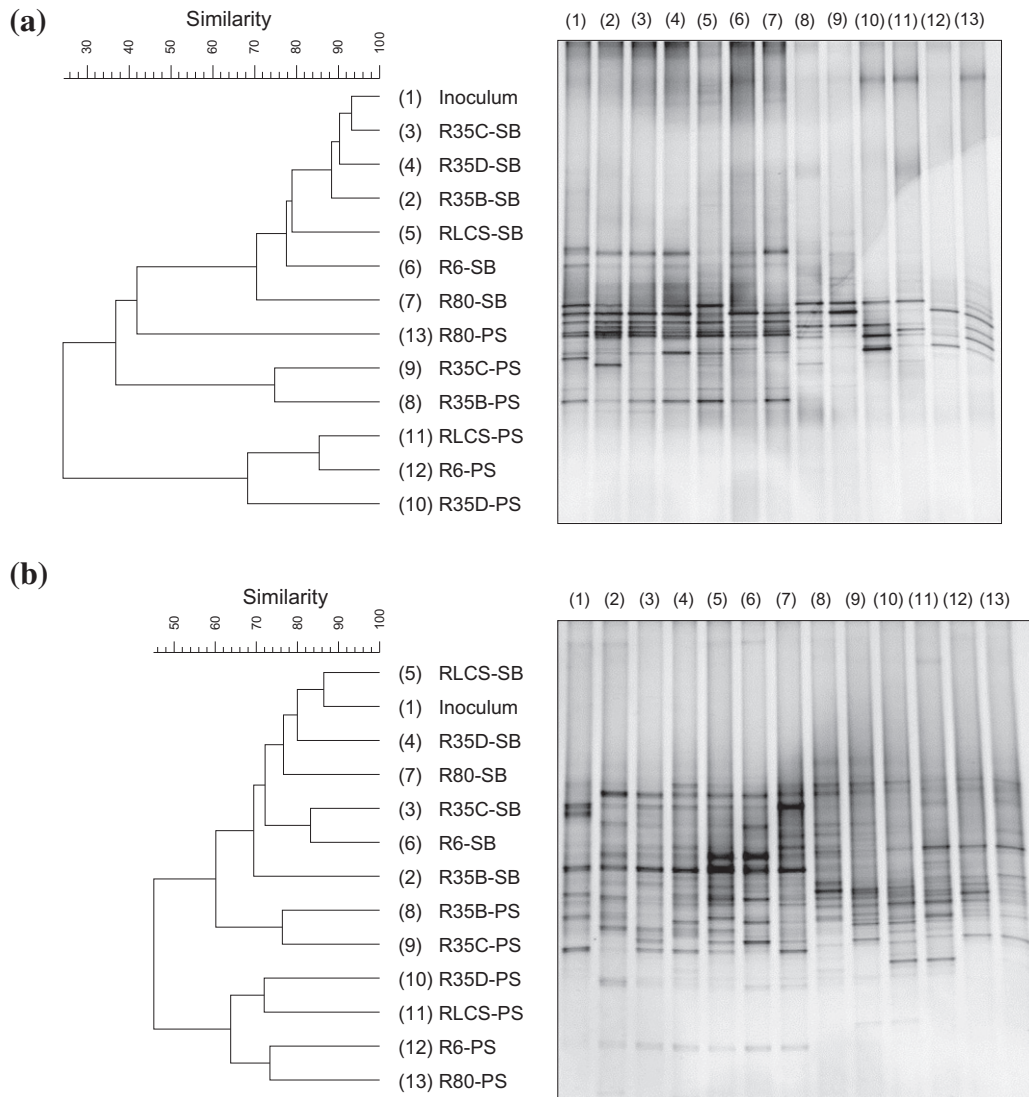 (a)
Similarity
30 40 50 60 70 80 90 100
(1) Inoculum
(3) R35C-SB
(4) R35D-SB
(2) R35B-SB
(5) RLCS-SB
(6) R6-SB
(7) R80-SB
(13) R80-PS
(9) R35C-PS
(8) R35B-PS
(11) RLCS-PS
(12) R6-PS
(10) R35D-PS
(1) (2) (3) (4) (5) (6) (7) (8) (9) (10) (11) (12) (13)
(b)
Similarity
50 60 70 80 90 100
(5) RLCS-SB
(1) Inoculum
(4) R35D-SB
(7) R80-SB
(3) R35C-SB
(6) R6-SB
(2) R35B-SB
(8) R35B-PS
(9) R35C-PS
(10) R35D-PS
(11) RLCS-PS
(12) R6-PS
(13) R80-PS
(1) (2) (3) (4) (5) (6) (7) (8) (9) (10) (11) (12) (13)